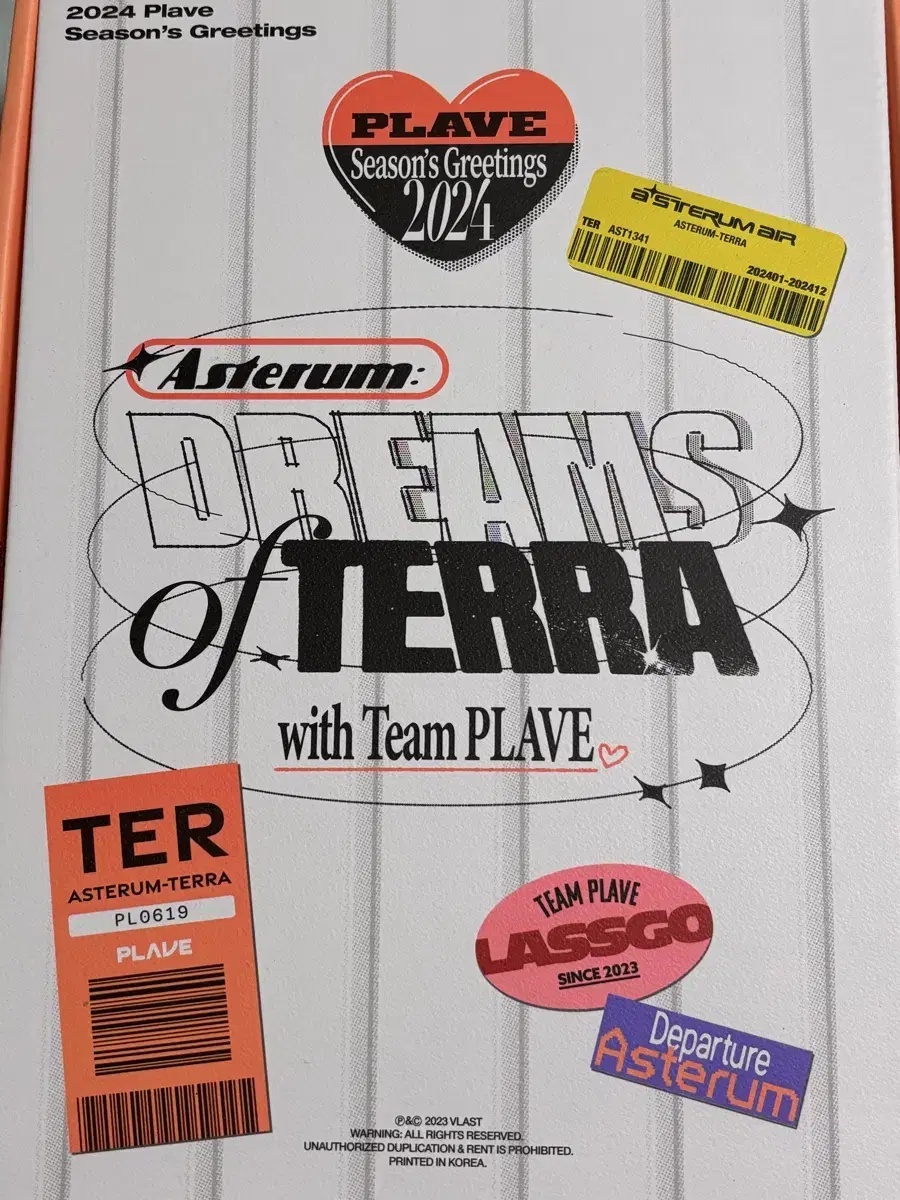 2024 Plave
Season's Greetings
PLAVE
Season's Greetings
2024
asterum air
ASTERUM-TERRA
TER AST1341
202401-202412
Asterum:
DREAMS
of TERRA
with Team PLAVE
TER
ASTERUM-TERRA
PL0619
PLAVE
TEAM PLAVE
LASSGO
SINCE 2023
Departure
Asterum
℗&© 2023 VLAST
WARNING: ALL RIGHTS RESERVED.
UNAUTHORIZED DUPLICATION & RENT IS PROHIBITED.
PRINTED IN KOREA.